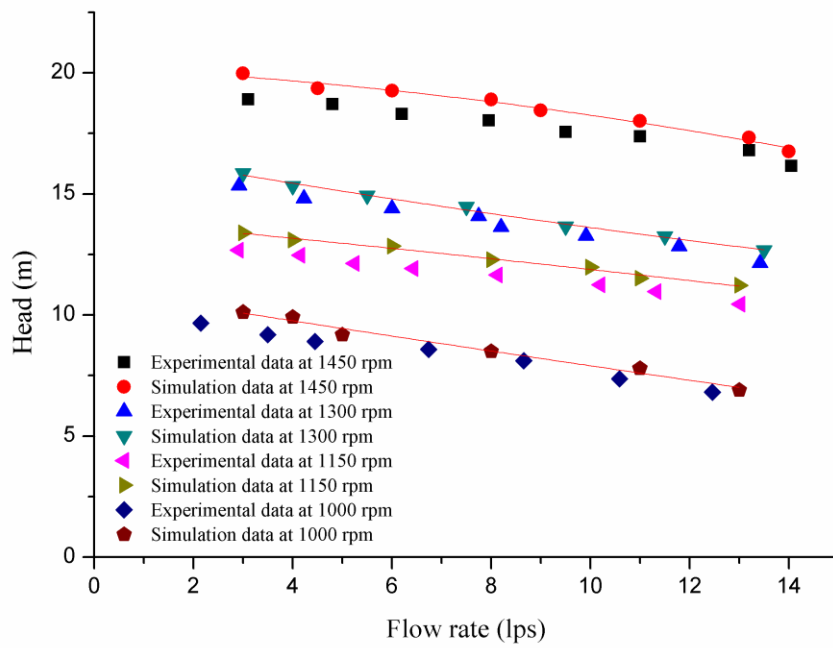 20
15
10
5
0
Head (m)
Experimental data at 1450 rpm
Simulation data at 1450 rpm
Experimental data at 1300 rpm
Simulation data at 1300 rpm
Experimental data at 1150 rpm
Simulation data at 1150 rpm
Experimental data at 1000 rpm
Simulation data at 1000 rpm
0 2 4 6 8 10 12 14
Flow rate (lps)